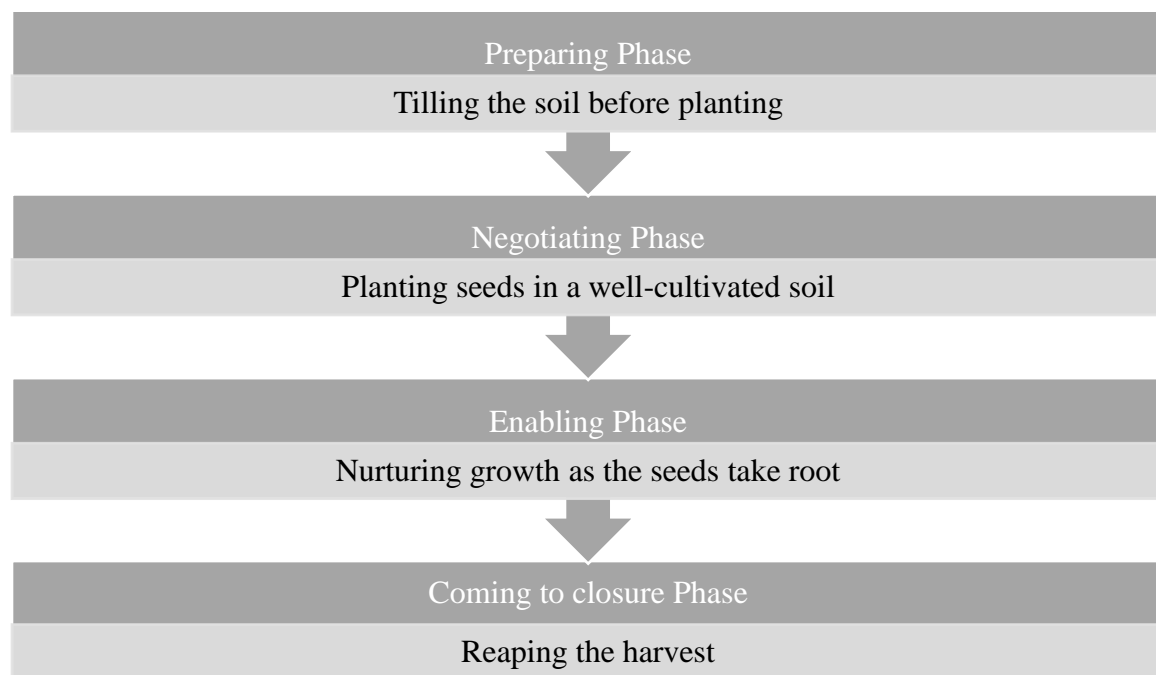 Preparing Phase
Tilling the soil before planting
Negotiating Phase
Planting seeds in a well-cultivated soil
Enabling Phase
Nurturing growth as the seeds take root
Coming to closure Phase
Reaping the harvest